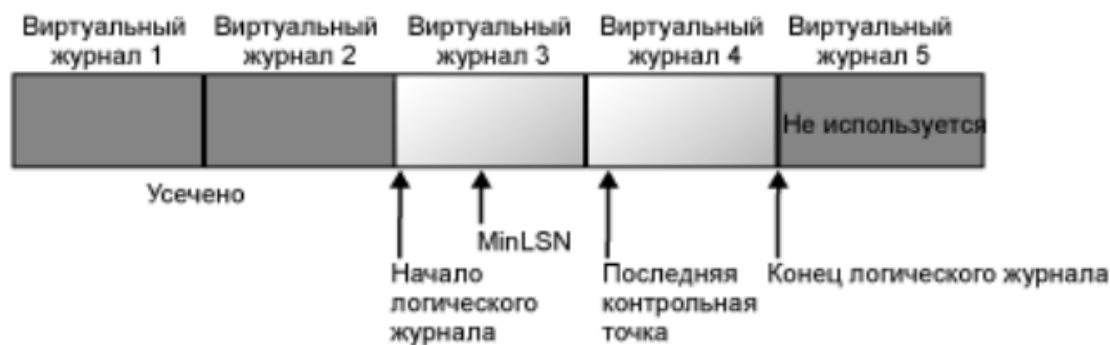 Виртуальный журнал 1
Виртуальный журнал 2
Виртуальный журнал 3
Виртуальный журнал 4
Виртуальный журнал 5
Не используется
Усечено
MinLSN
Начало
логического
журнала
Последняя
контрольная
точка
Конец логического журнала